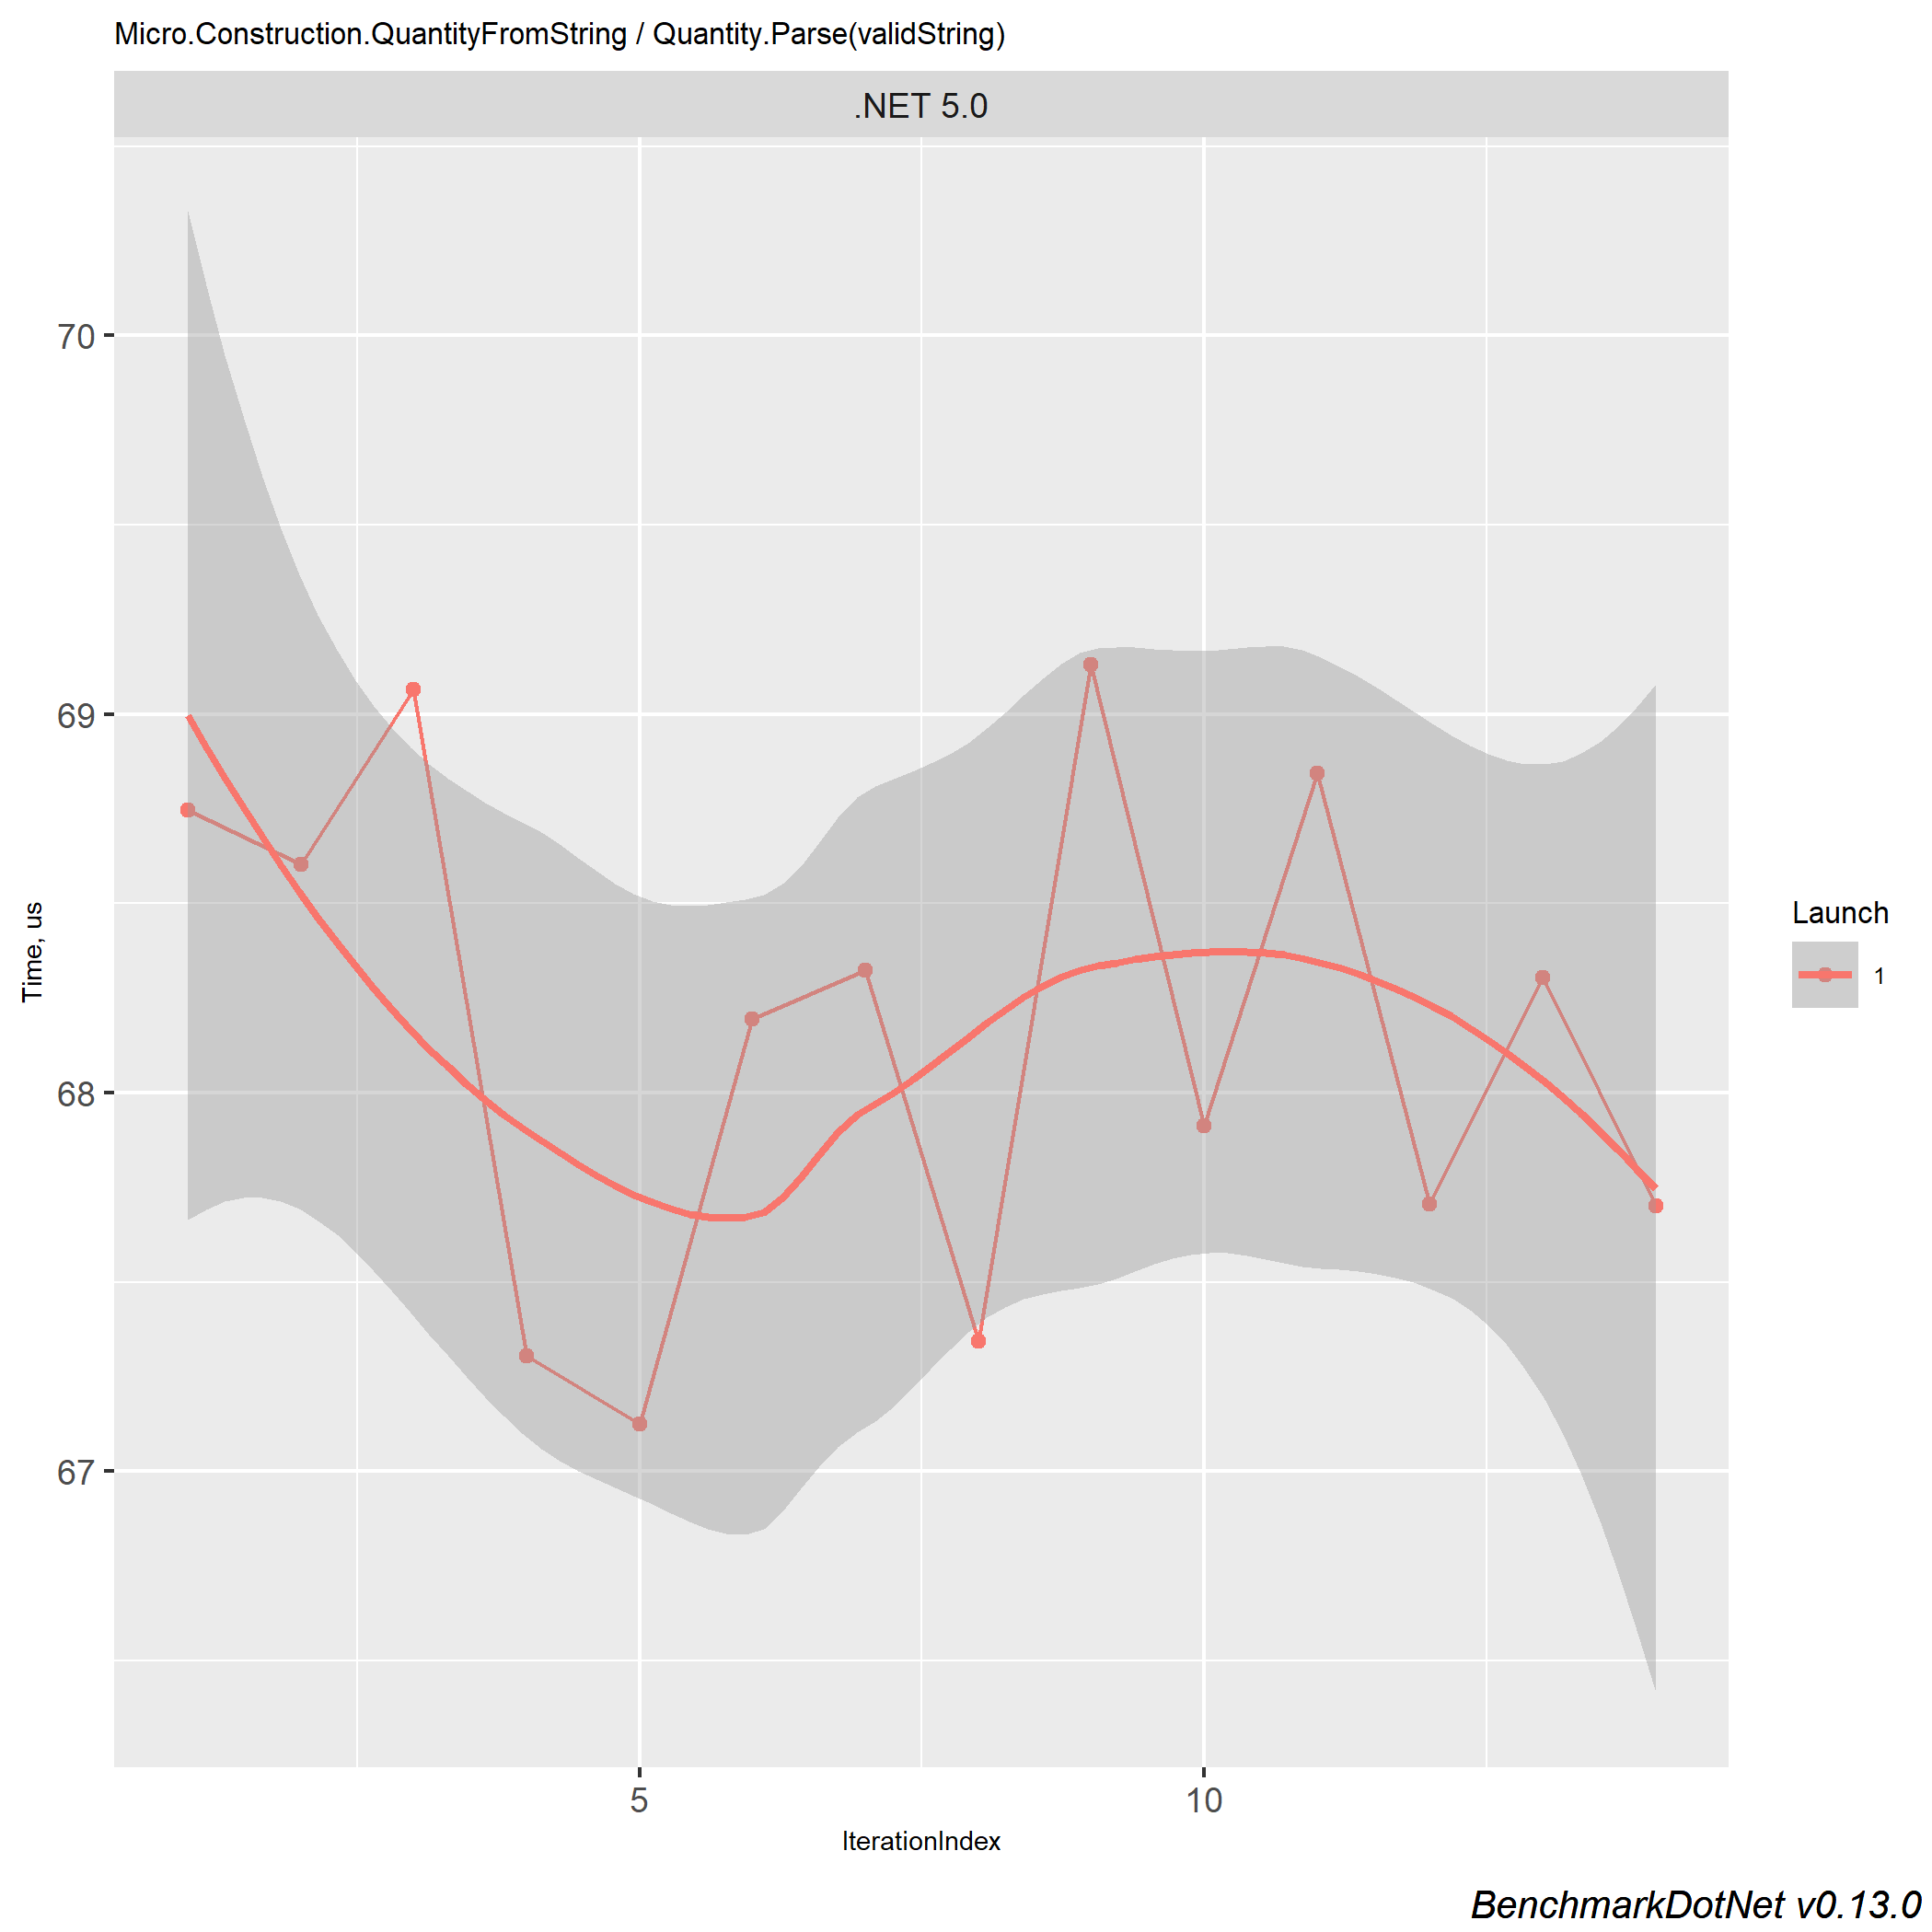 Micro.Construction.QuantityFromString / Quantity.Parse(validString)
.NET 5.0
70
69
68
67
Time, us
5
10
IterationIndex
Launch
1
BenchmarkDotNet v0.13.0